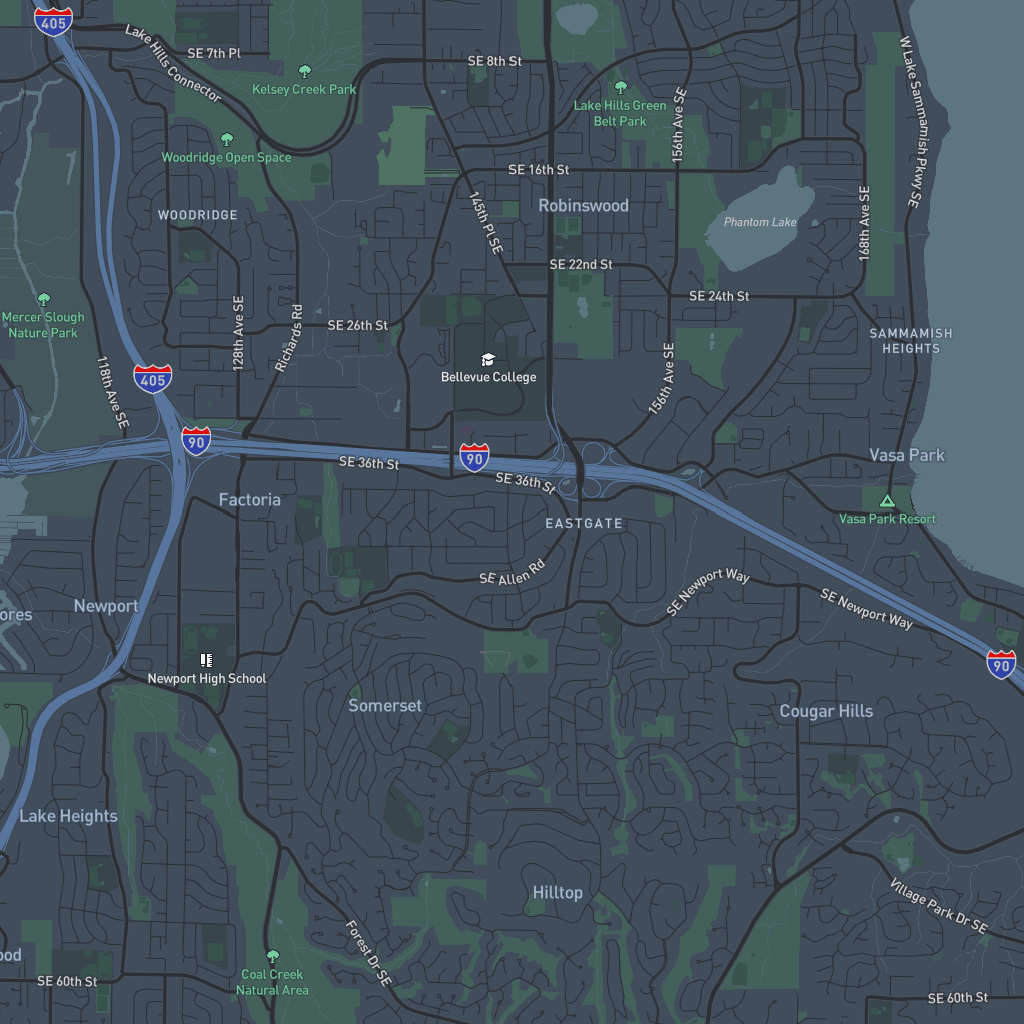 405
SE 7th Pl
Lake Hills Connector
SE 8th St
W Lake Sammamish Pkwy SE
Kelsey Creek Park
Lake Hills Green
Belt Park
156th Ave SE
Woodridge Open Space
SE 16th St
WOODRIDGE
145th Pl SE
Robinswood
Phantom Lake
168th Ave SE
SE 22nd St
Mercer Slough
Nature Park
128th Ave SE
Richards Rd
SE 26th St
SE 24th St
SAMMAMISH
HEIGHTS
118th Ave SE
405
Bellevue College
156th Ave SE
90
SE 36th St
90
SE 36th St
Vasa Park
Factoria
EASTGATE
Vasa Park Resort
SE Allen Rd
SE Newport Way
SE Newport Way
ores
Newport
90
Newport High School
Somerset
Cougar Hills
Lake Heights
Hilltop
Village Park Dr SE
Forest Dr SE
ood
SE 60th St
Coal Creek
Natural Area
SE 60th St